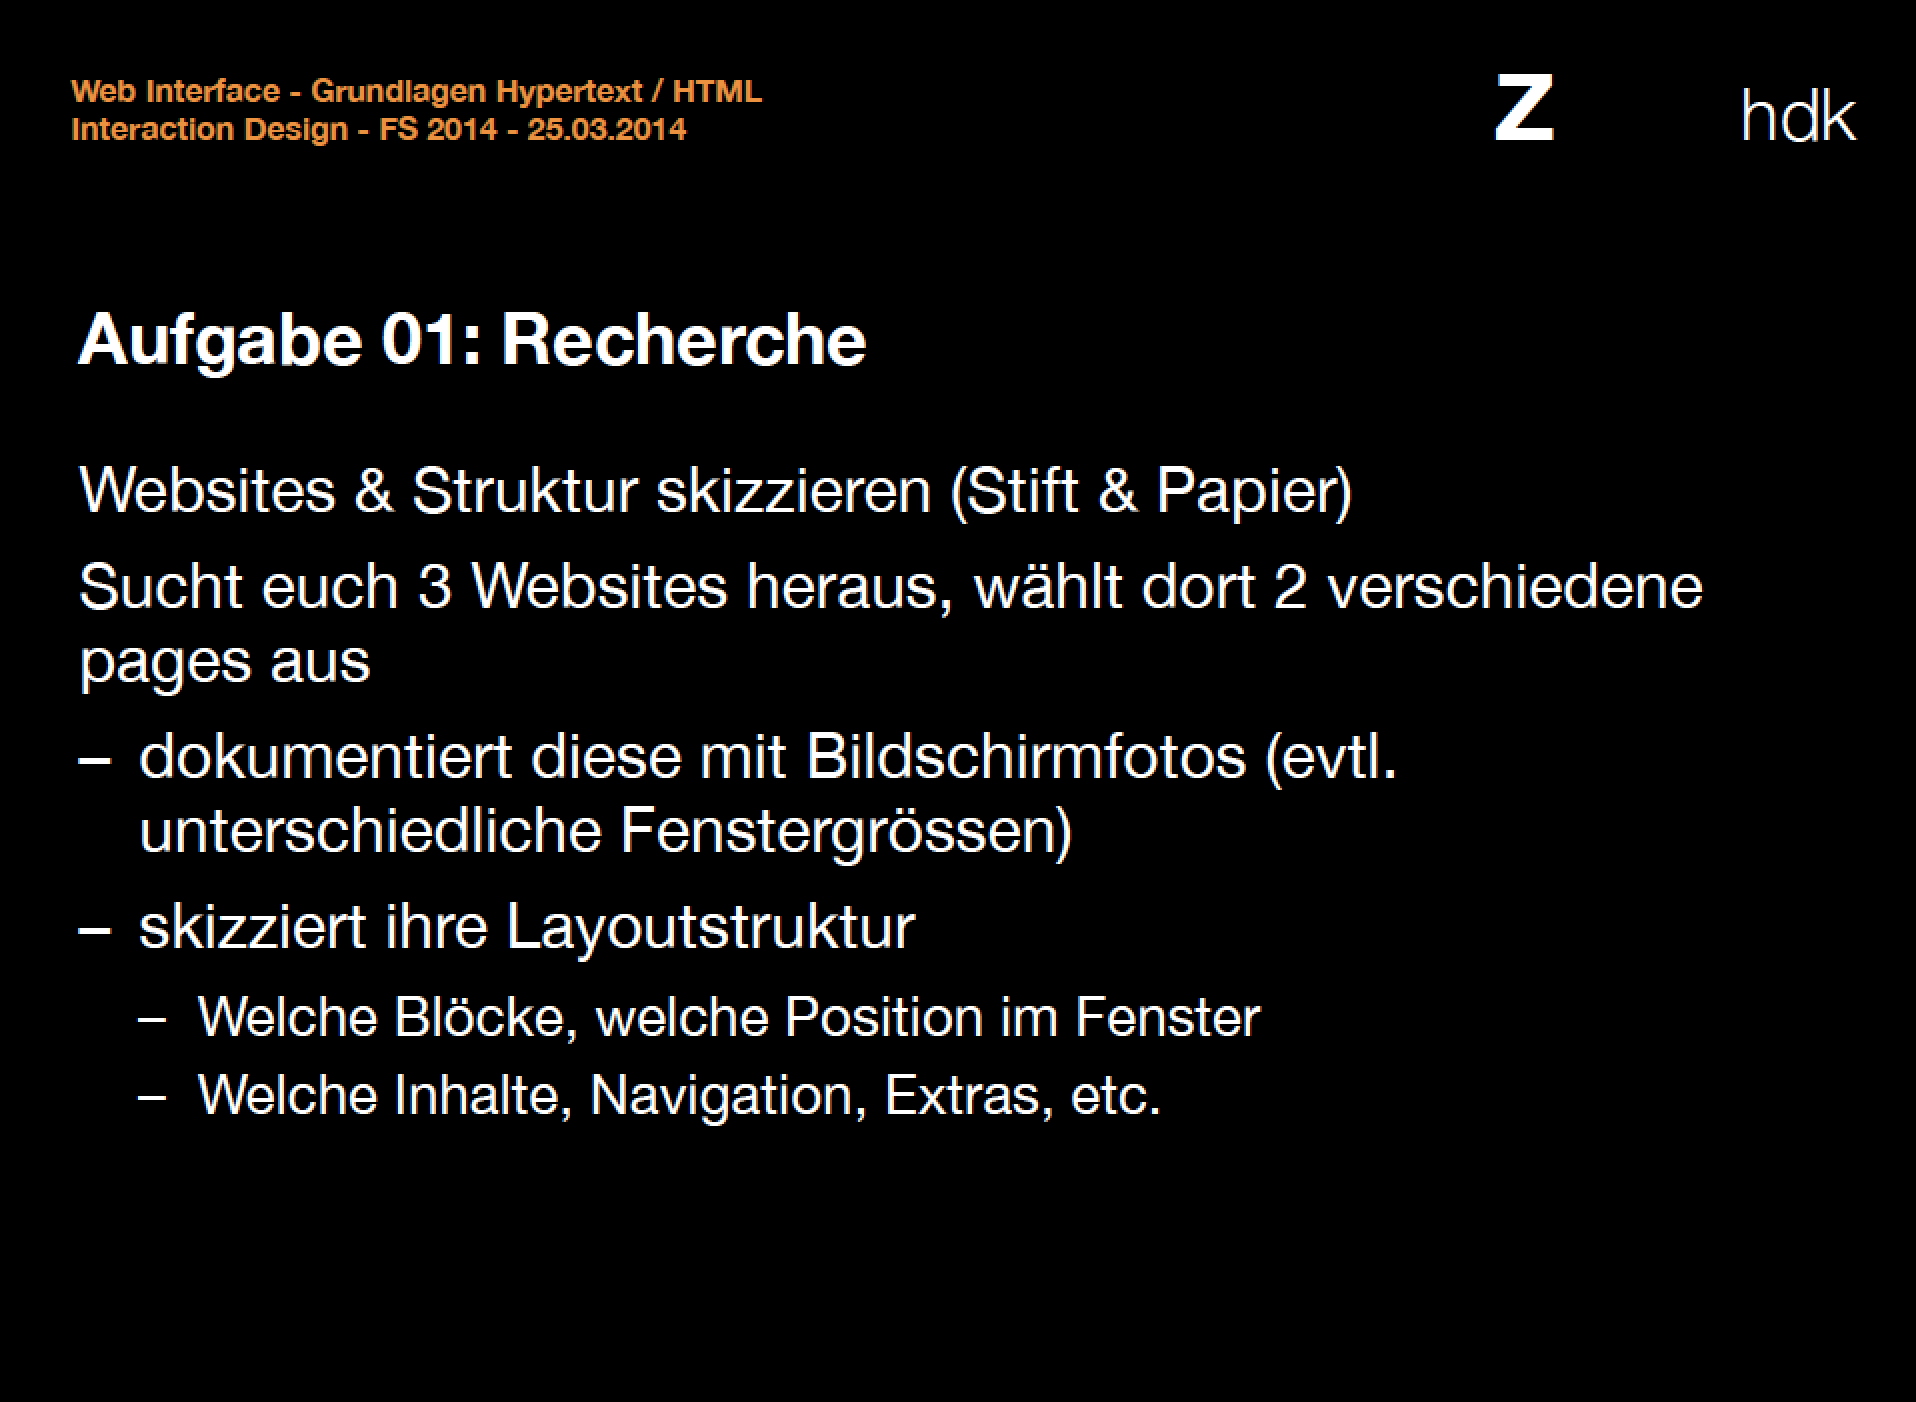 Web Interface - Grundlagen Hypertext / HTML
Interaction Design - FS 2014 - 25.03.2014
Z hdk
Aufgabe 01: Recherche
Websites & Struktur skizzieren (Stift & Papier)
Sucht euch 3 Websites heraus, wählt dort 2 verschiedene
pages aus
– dokumentiert diese mit Bildschirmfotos (evtl.
unterschiedliche Fenstergrössen)
– skizziert ihre Layoutstruktur
– Welche Blöcke, welche Position im Fenster
– Welche Inhalte, Navigation, Extras, etc.